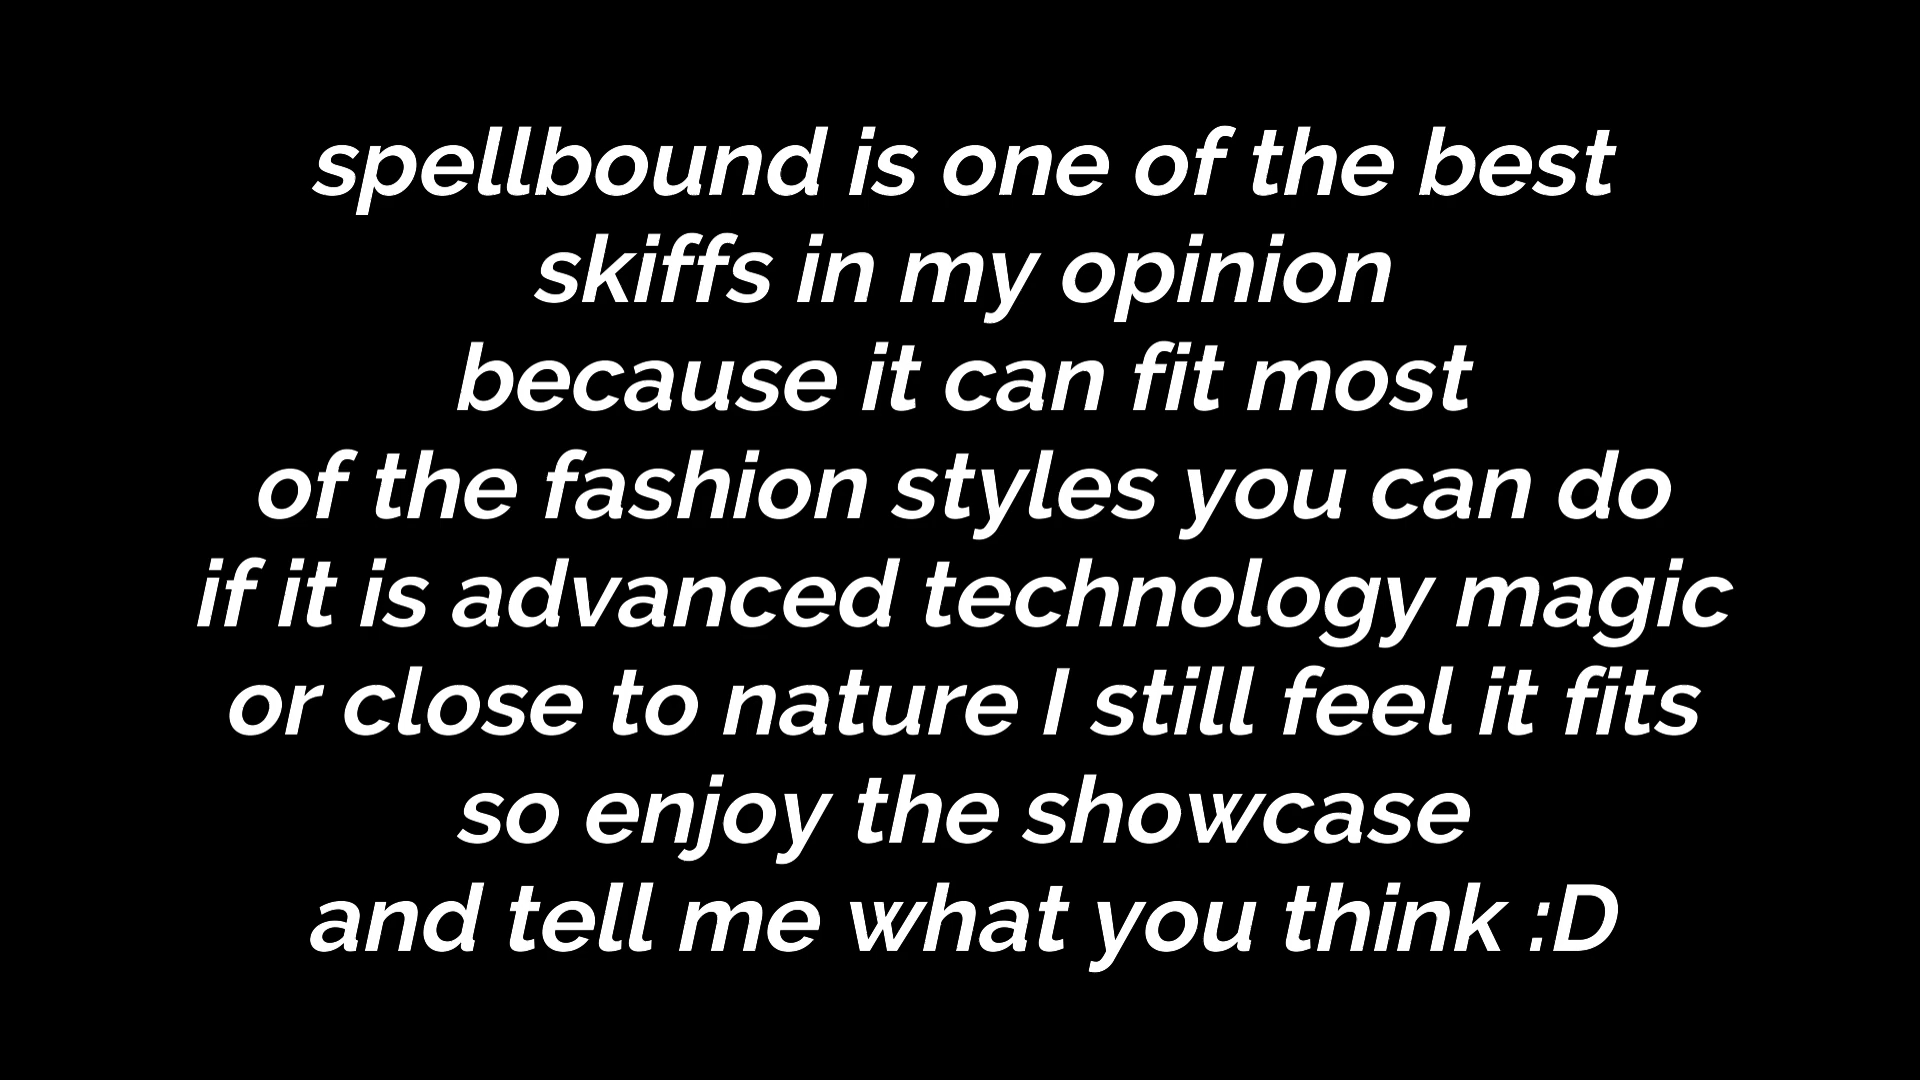 spellbound is one of the best
skiffs in my opinion
because it can fit most
of the fashion styles you can do
if it is advanced technology magic
or close to nature I still feel it fits
so enjoy the showcase
and tell me what you think :D